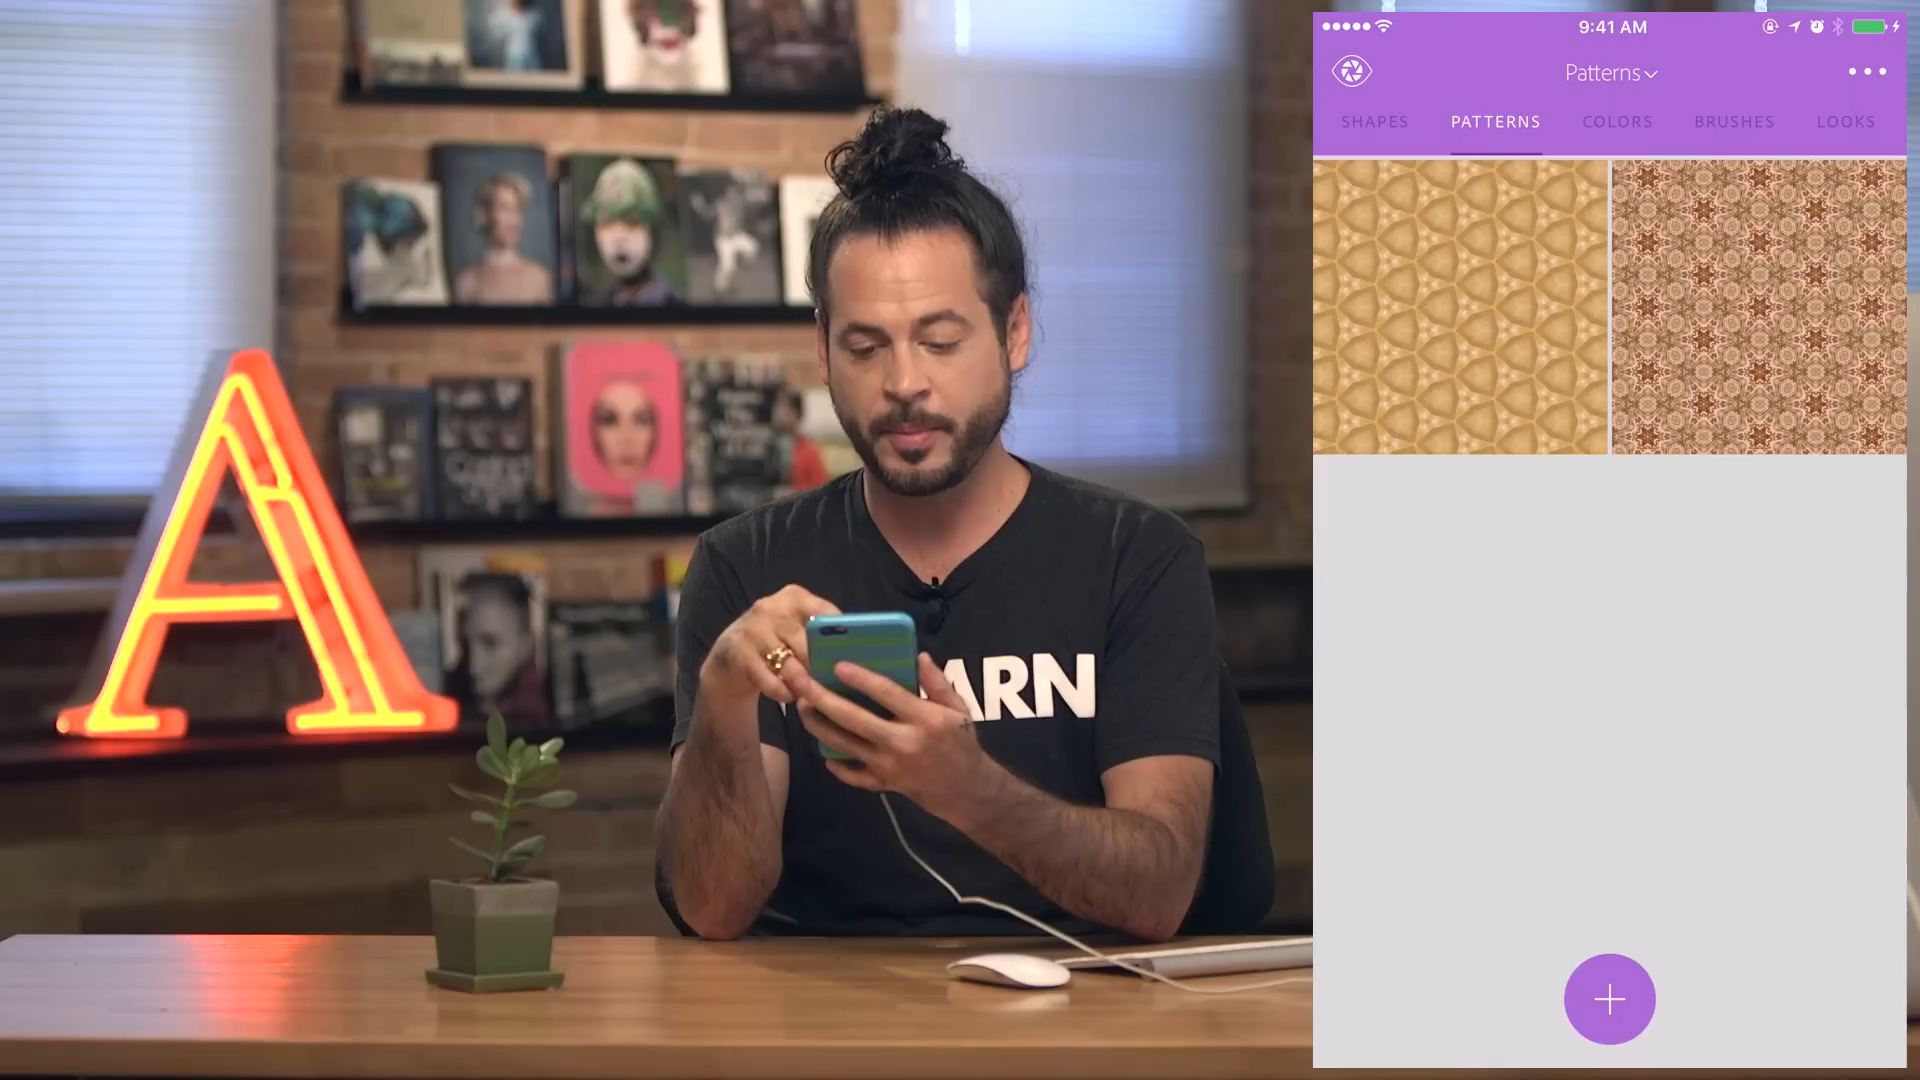 9:41 AM
Patterns
SHAPES PATTERNS COLORS BRUSHES LOOKS
A
ARN